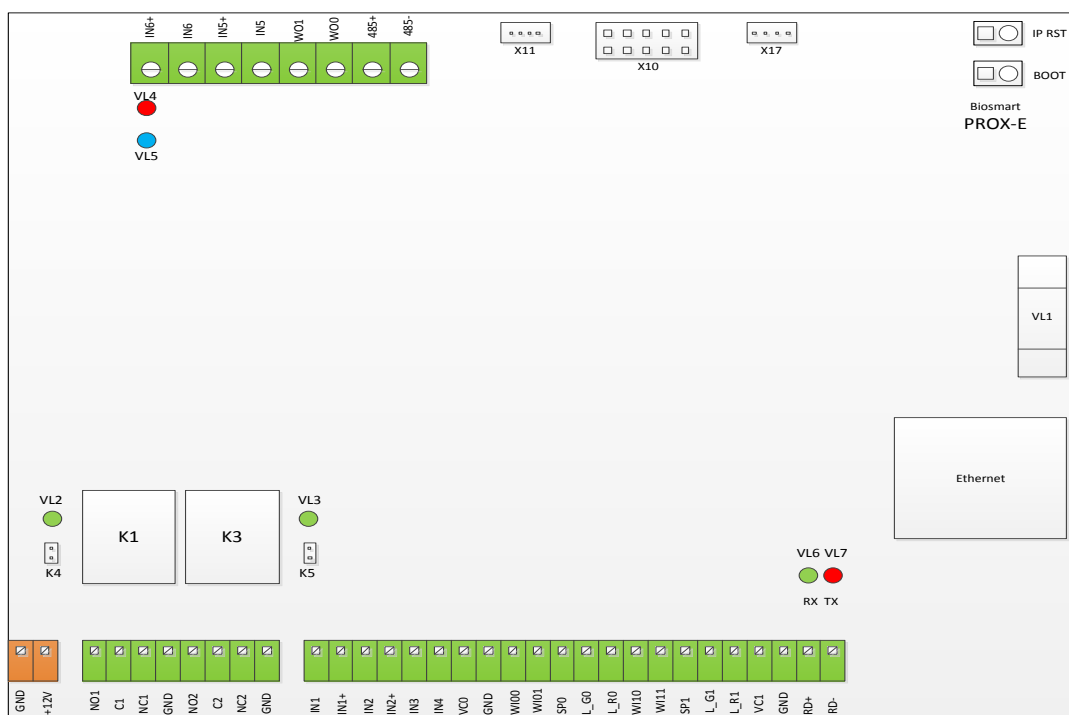 IN6+ IN6 IN5+ IN5 WO1 WO0 485+ 485-
X11 X10 X17
IP RST
BOOT
VL4
VL5
Biosmart
PROX-E
VL1
Ethernet
VL2
K1
K3
VL3
K4
K5
VL6 VL7
RX TX
GND +12V
NO1 C1 NC1 GND NO2 C2 NC2 GND
IN1 IN1+ IN2 IN2+ IN3 IN4 VC0 GND WI00 WI01 SP0 L_G0 L_R0 WI10 WI11 SP1 L_G1 L_R1 VC1 GND RD+ RD-